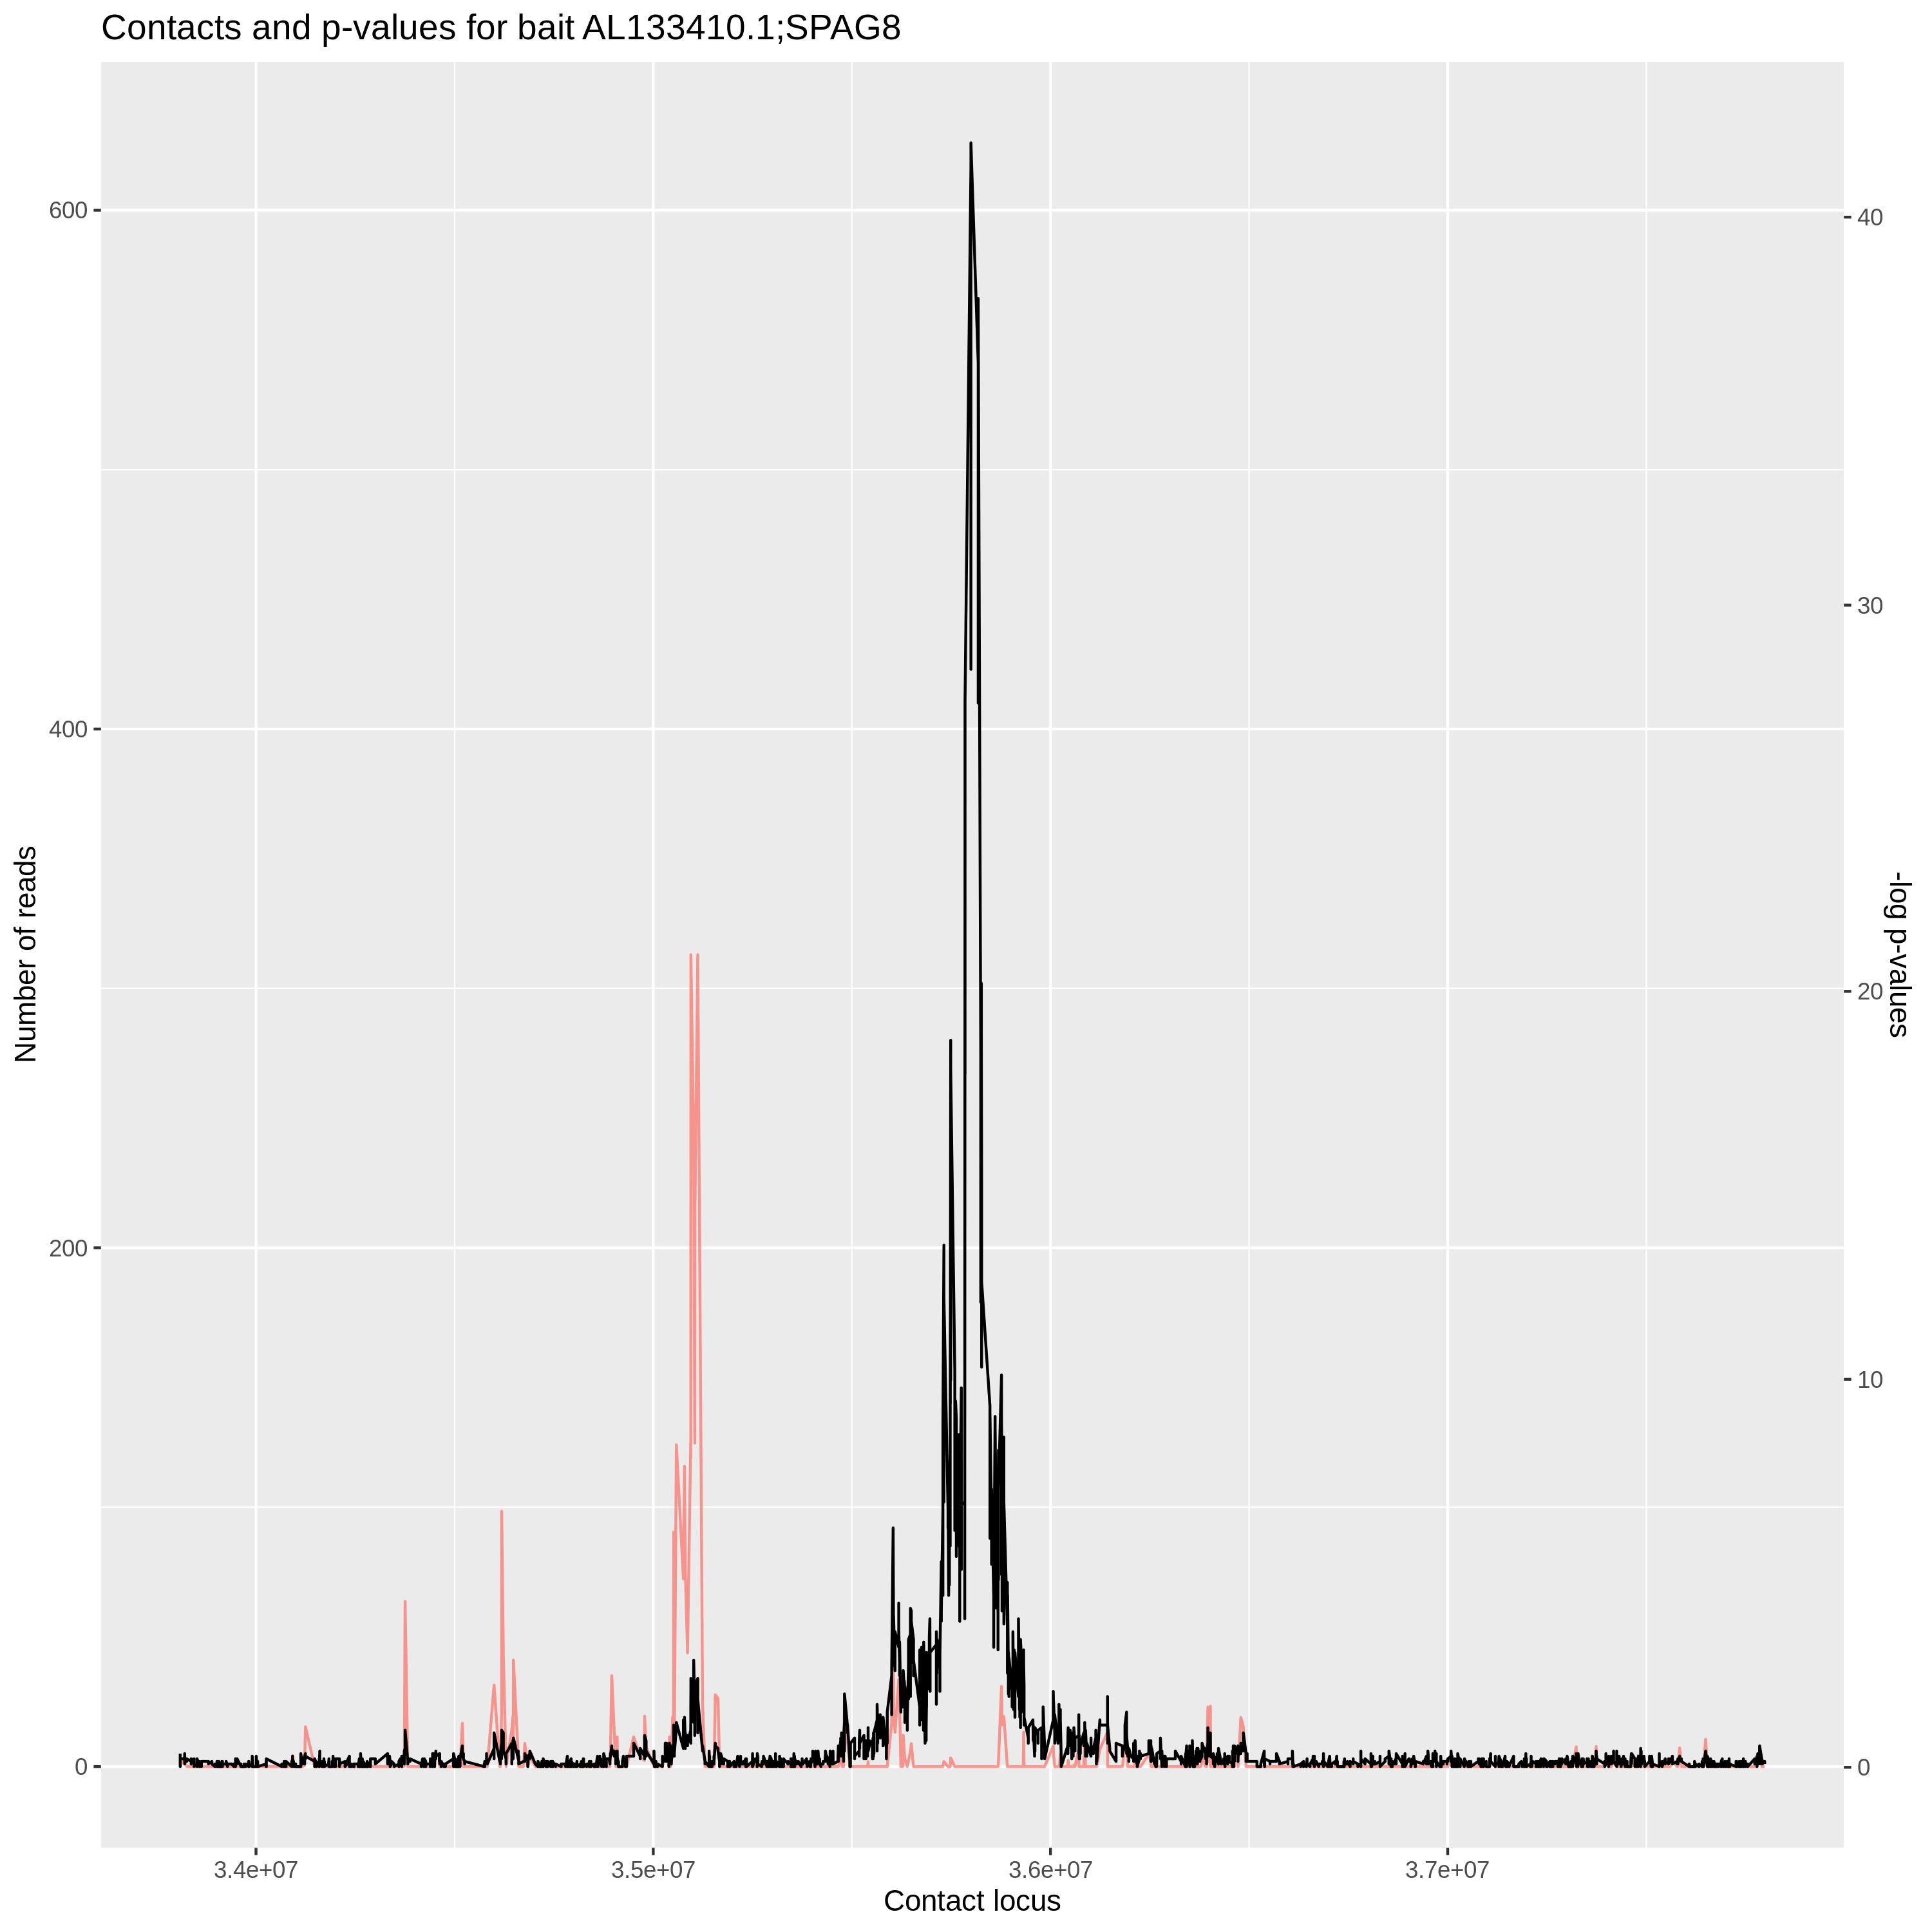 Contacts and p-values for bait AL133410.1;SPAG8
600
400
200
0
Number of reads
40
30
20
10
0
-log p-values
3.4e+07
3.5e+07
3.6e+07
3.7e+07
Contact locus